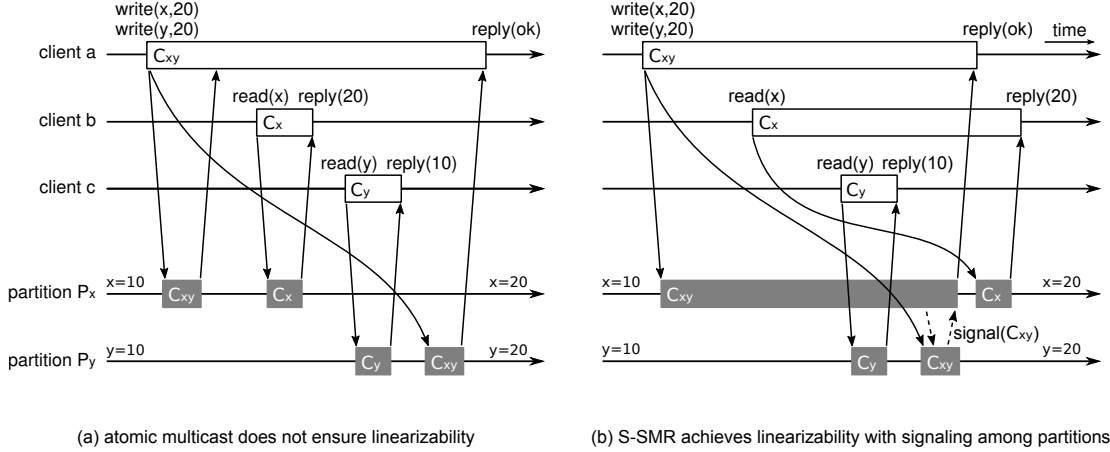 write(x,20)
write(y,20)
reply(ok)
client a
Cxy
read(x) reply(20)
client b
Cx
read(y) reply(10)
client c
Cy
x=10
x=20
partition Px
Cxy
Cx
y=10
y=20
partition Py
Cy
Cxy
(a) atomic multicast does not ensure linearizability
write(x,20)
write(y,20)
reply(ok)
time
Cxy
read(x)
reply(20)
Cx
read(y) reply(10)
Cy
x=10
x=20
Cxy
Cx
signal(Cxy)
y=10
y=20
Cy
Cxy
(b) S-SMR achieves linearizability with signaling among partitions